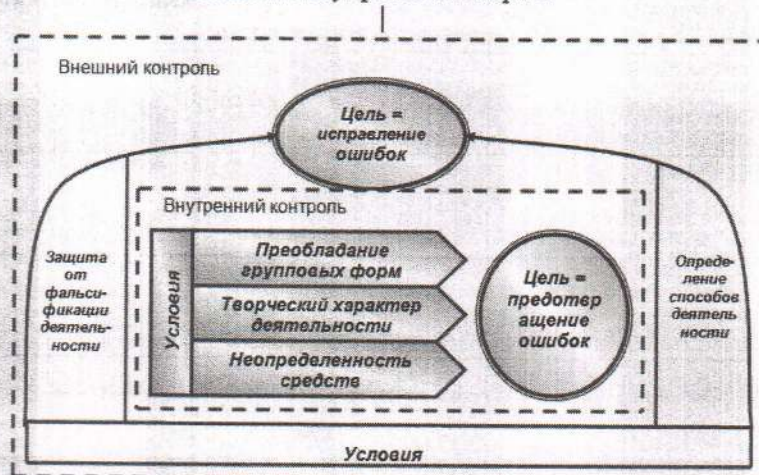 Внешний контроль
Цель =
исправление
ошибок
Внутренний контроль
Защита
от
фальси-
фикации
деятель-
ности
Условия
Преобладание
групповых форм
Творческий характер
деятельности
Неопределенность
средств
Цель =
предотвр
ащение
ошибок
Опреде-
ление
способов
деятель
ности
Условия